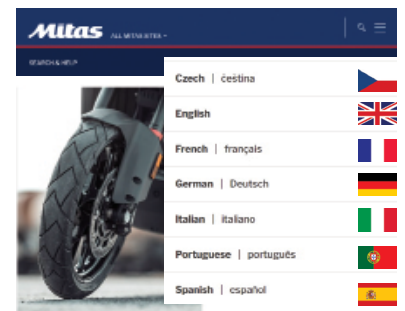 Mitas ALL MITAS SITES
SEARCH & HELP
Czech | čeština
English
French | français
German | Deutsch
Italian | italiano
Portuguese | português
Spanish | español